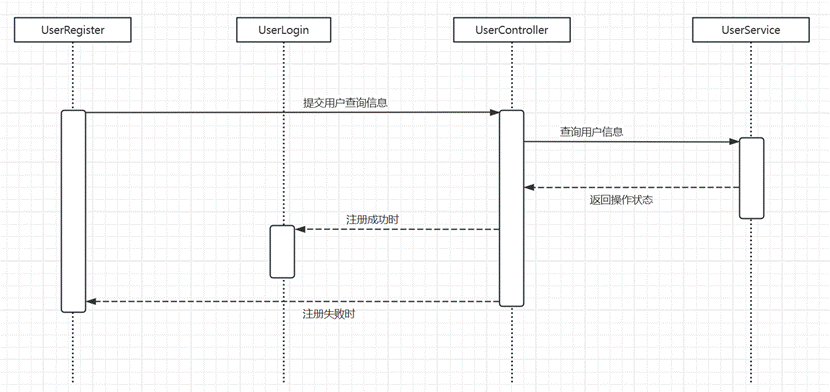 UserRegister
UserLogin
UserController
UserService
提交用户查询信息
查询用户信息
返回操作状态
注册成功时
注册失败时